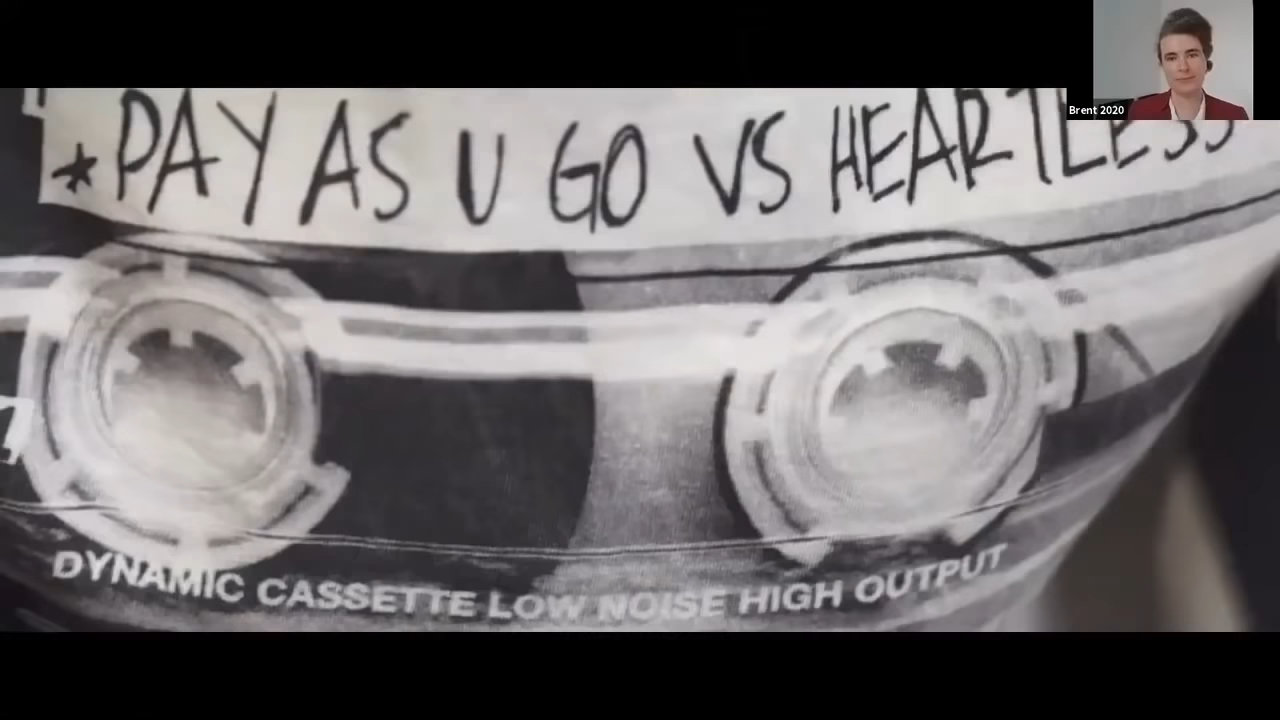 Brent 2020
★PAY AS U GO VS HEARTLESS
DYNAMIC CASSETTE LOW NOISE HIGH OUTPUT